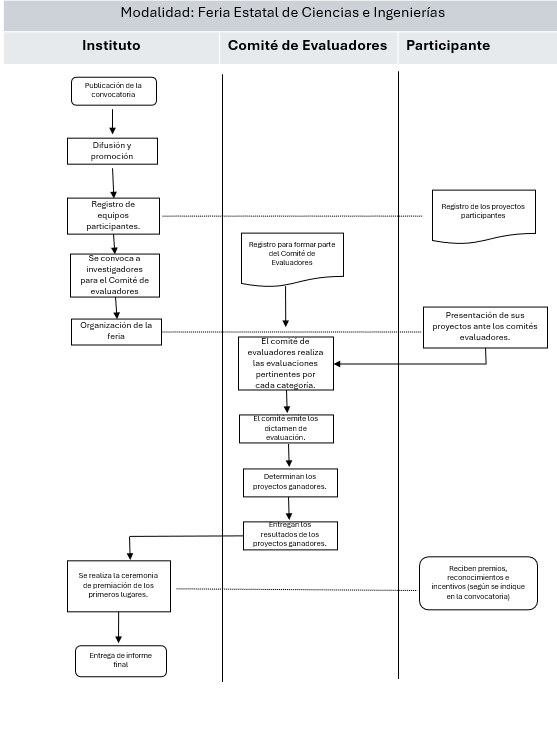 Modalidad: Feria Estatal de Ciencias e Ingenierías
Instituto
Comité de Evaluadores
Participante
Publicación de la
convocatoria
Difusión y
promoción
Registro de
equipos
participantes.
Registro de los proyectos
participantes
Registro para formar parte
del Comité de
Evaluadores
Se convoca a
investigadores
para el Comité de
evaluadores
Organización de la
feria
Presentación de sus
proyectos ante los comités
evaluadores.
El comité de
evaluadores realiza
las evaluaciones
pertinentes por
cada categoría.
El comité emite los
dictamen de
evaluación.
Determinan los
proyectos ganadores.
Entregan los
resultados de los
proyectos ganadores.
Se realiza la ceremonia
de premiación de los
primeros lugares.
Reciben premios,
reconocimientos e
incentivos (según se indique
en la convocatoria)
Entrega de informe
final